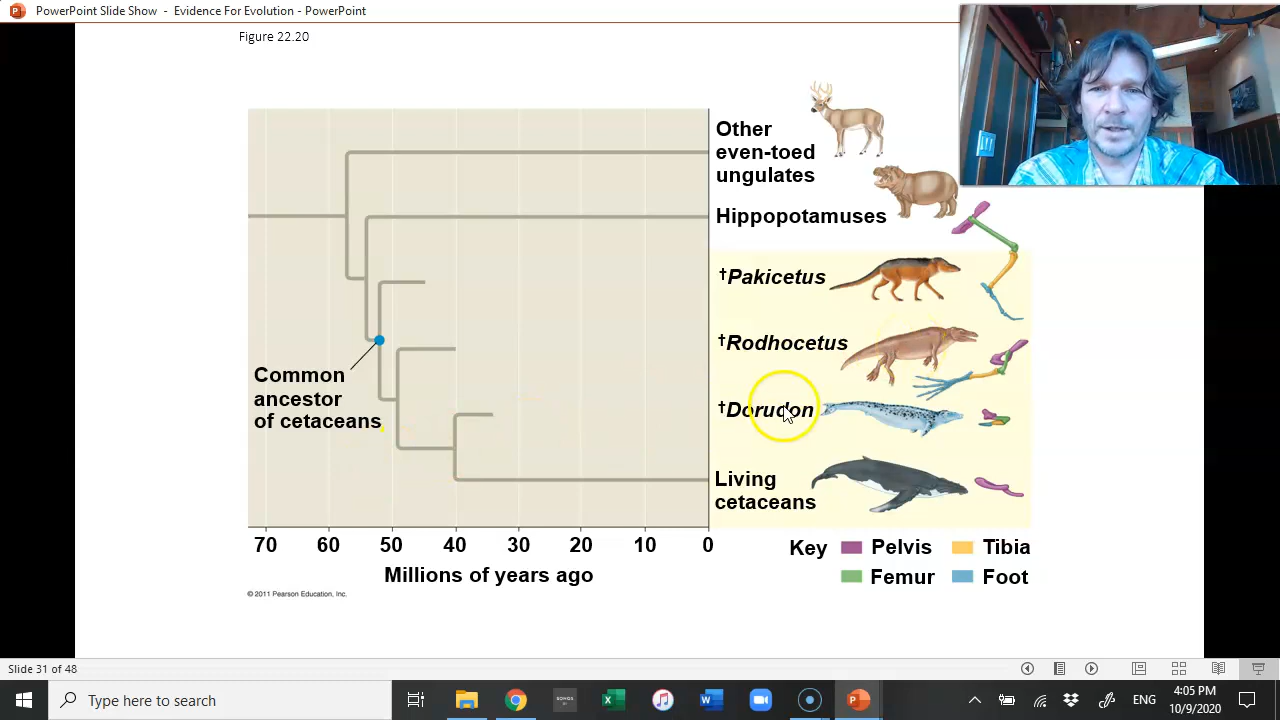 PowerPoint Slide Show - Evidence For Evolution - PowerPoint
Figure 22.20
Other
even-toed
ungulates
Hippopotamuses
†Pakicetus
†Rodhocetus
†Dorudon
Living
cetaceans
Common
ancestor
of cetaceans
70 60 50 40 30 20 10 0
Millions of years ago
Key Pelvis Tibia
Femur Foot
© 2011 Pearson Education, Inc.
Slide 31 of 48
Type here to search
SONOS
ENG
4:05 PM
10/9/2020